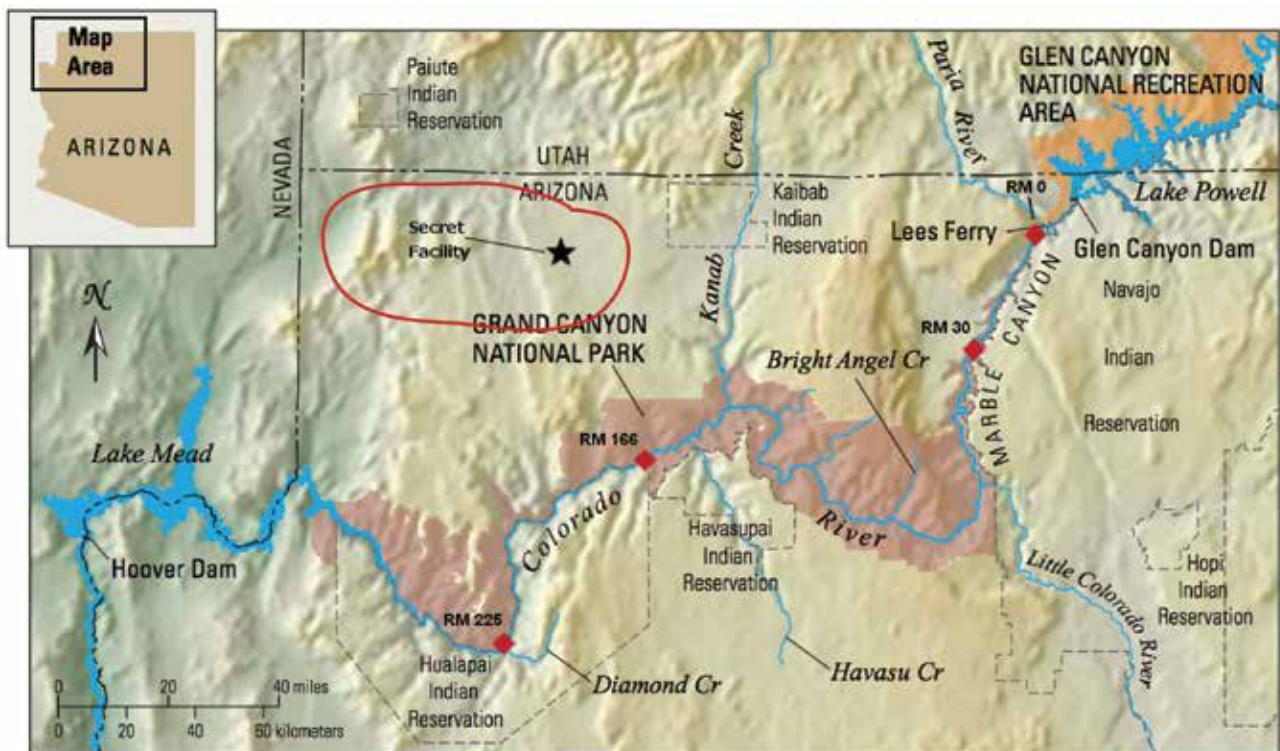 Map
Area
ARIZONA
Paiute
Indian
Reservation
NEVADA
UTAH
ARIZONA
Secret
Facility
Creek
Kanab
Kaibab
Indian
Reservation
Paria
River
GLEN CANYON
NATIONAL RECREATION
AREA
RM 0
Lake Powell
Lees Ferry
Glen Canyon Dam
N
GRAND CANYON
NATIONAL PARK
RM 30
MARBLE CANYON
Navajo
Indian
Reservation
Bright Angel Cr
Lake Mead
RM 166
Colorado
River
Hoover Dam
Havasupai
Indian
Reservation
Little Colorado River
Hopi
Indian
Reservation
RM 225
Hualapai
Indian
Reservation
Diamond Cr
Havasu Cr
0 20 40 miles
0 20 40 60 kilometers